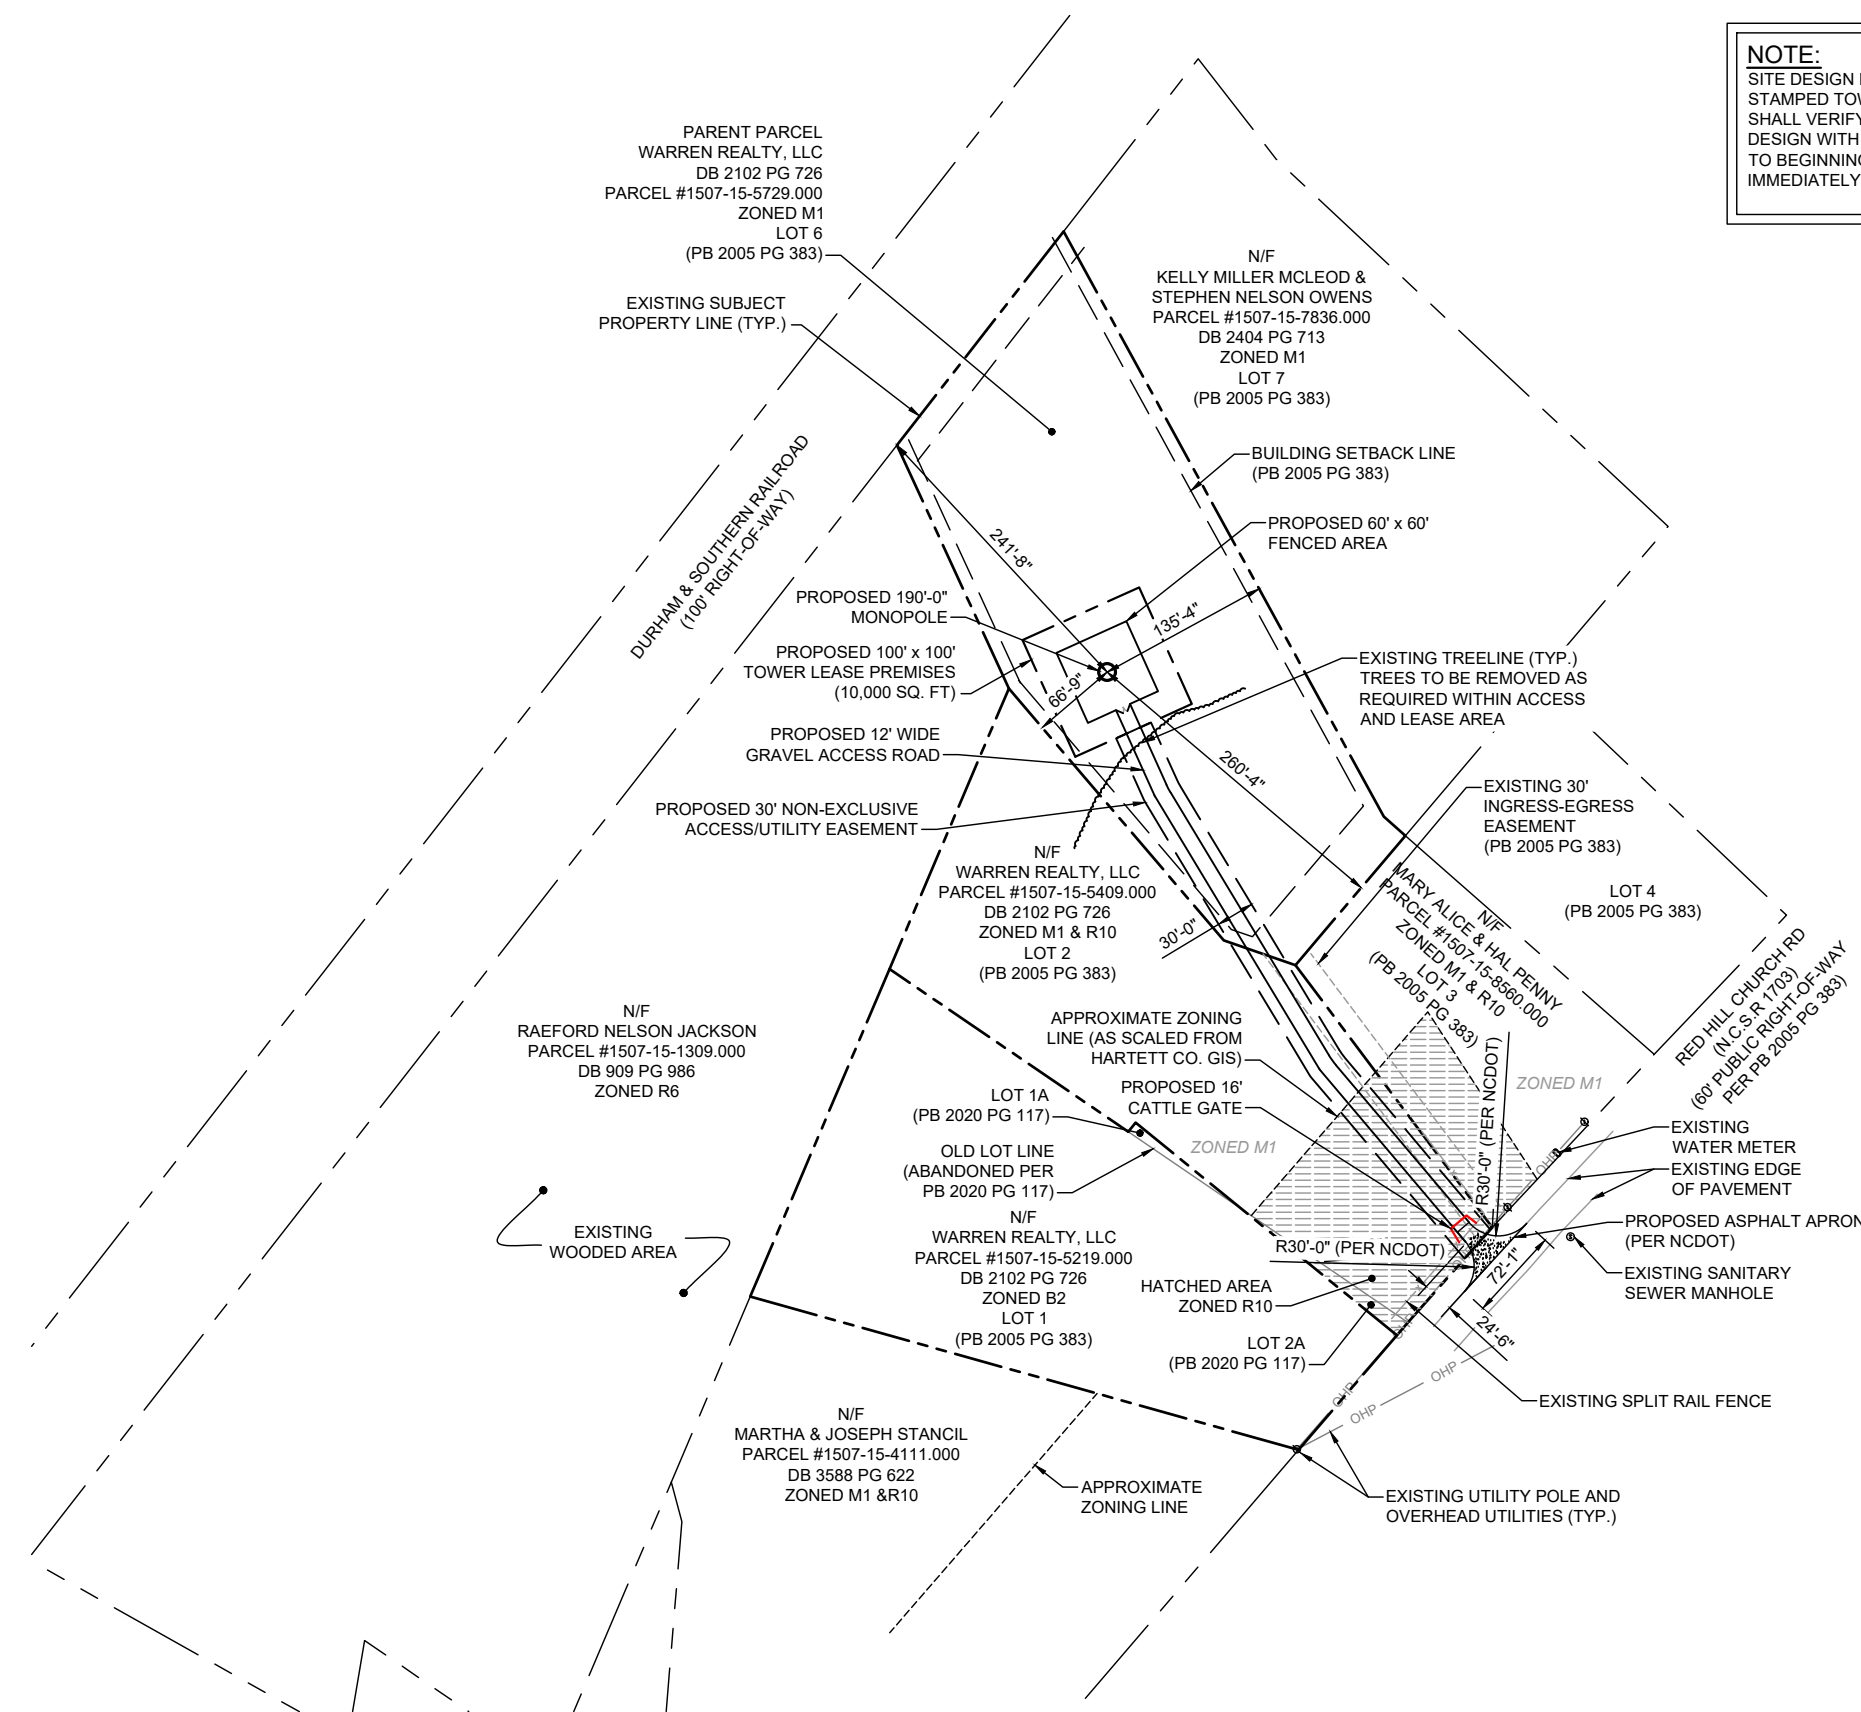 NOTE:
SITE DESIGN
STAMPED
SHALL VERIFY
DESIGN WITH
TO
IMMEDIATELY
PARENT PARCEL
WARREN REALTY, LLC
DB 2102 PG 726
PARCEL #1507-15-5729.000
ZONED M1
LOT 6
(PB 2005 PG 383)
EXISTING SUBJECT
PROPERTY LINE (TYP.)
N/F
KELLY MILLER MCLEOD &
STEPHEN NELSON OWENS
PARCEL #1507-15-7836.000
DB 2404 PG 713
ZONED M1
LOT 7
(PB 2005 PG 383)
BUILDING SETBACK LINE
(PB 2005 PG 383)
PROPOSED 60' x 60'
FENCED AREA
DURHAM & SOUTHERN RAILROAD
(100' RIGHT-OF-WAY)
241'-8"
135'-4"
66'-9"
260'-4"
PROPOSED 190'-0"
MONOPOLE
PROPOSED 100' x 100'
TOWER LEASE PREMISES
(10,000 SQ. FT)
PROPOSED 12' WIDE
GRAVEL ACCESS ROAD
PROPOSED 30' NON-EXCLUSIVE
ACCESS/UTILITY EASEMENT
EXISTING TREELINE (TYP.)
TREES TO BE REMOVED AS
REQUIRED WITHIN ACCESS
AND LEASE AREA
EXISTING 30'
INGRESS-EGRESS
EASEMENT
(PB 2005 PG 383)
N/F
WARREN REALTY, LLC
PARCEL #1507-15-5409.000
DB 2102 PG 726
ZONED M1 & R10
LOT 2
(PB 2005 PG 383)
30'-0"
N/F
MARY ALICE & HAL PENNY
PARCEL #1507-15-8560.000
ZONED M1 & R10
LOT 3
(PB 2005 PG 383)
LOT 4
(PB 2005 PG 383)
RED HILL CHURCH RD
(N.C.S.R 1703)
(60' PUBLIC RIGHT-OF-WAY
PER PB 2005 PG 383)
N/F
RAEFORD NELSON JACKSON
PARCEL #1507-15-1309.000
DB 909 PG 986
ZONED R6
APPROXIMATE ZONING
LINE (AS SCALED FROM
HARTETT CO. GIS)
PROPOSED 16'
CATTLE GATE
LOT 1A
(PB 2020 PG 117)
OLD LOT LINE
(ABANDONED PER
PB 2020 PG 117)
ZONED M1
ZONED M1
R30'-0" (PER NCDOT)
OHP
EXISTING
WATER METER
EXISTING EDGE
OF PAVEMENT
PROPOSED ASPHALT APRON
(PER NCDOT)
EXISTING SANITARY
SEWER MANHOLE
EXISTING
WOODED AREA
N/F
WARREN REALTY, LLC
PARCEL #1507-15-5219.000
DB 2102 PG 726
ZONED B2
LOT 1
(PB 2005 PG 383)
R30'-0" (PER NCDOT)
HATCHED AREA
ZONED R10
LOT 2A
(PB 2020 PG 117)
72'-1"
24'-6"
OHP
OHP
OHP
OHP
EXISTING SPLIT RAIL FENCE
N/F
MARTHA & JOSEPH STANCIL
PARCEL #1507-15-4111.000
DB 3588 PG 622
ZONED M1 &R10
APPROXIMATE
ZONING LINE
EXISTING UTILITY POLE AND
OVERHEAD UTILITIES (TYP.)